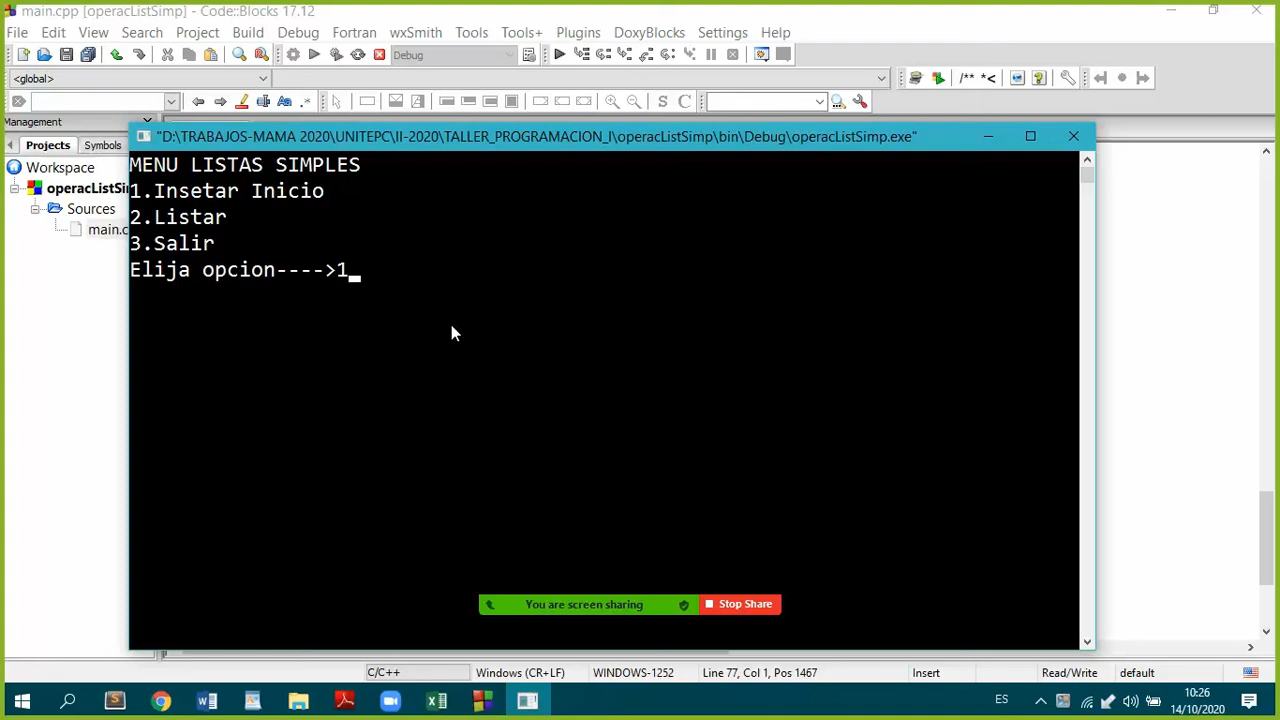 main.cpp [operacListSimp] - Code::Blocks 17.12
File Edit View Search Project Build Debug Fortran wxSmith Tools Tools+ Plugins DoxyBlocks Settings Help
Debug
<global>
/** *<
Aa .*
S C
Management
"D:\TRABAJOS-MAMA 2020\UNITEPC\II-2020\TALLER_PROGRAMACION_I\operacListSimp\bin\Debug\operacListSimp.exe"
Projects Symbols
Workspace
operacListSi
Sources
main.c
MENU LISTAS SIMPLES
1.Insetar Inicio
2.Listar
3.Salir
Elija opcion---->1_
You are screen sharing Stop Share
C/C++ Windows (CR+LF) WINDOWS-1252 Line 77, Col 1, Pos 1467 Insert Read/Write default
ES
10:26
14/10/2020